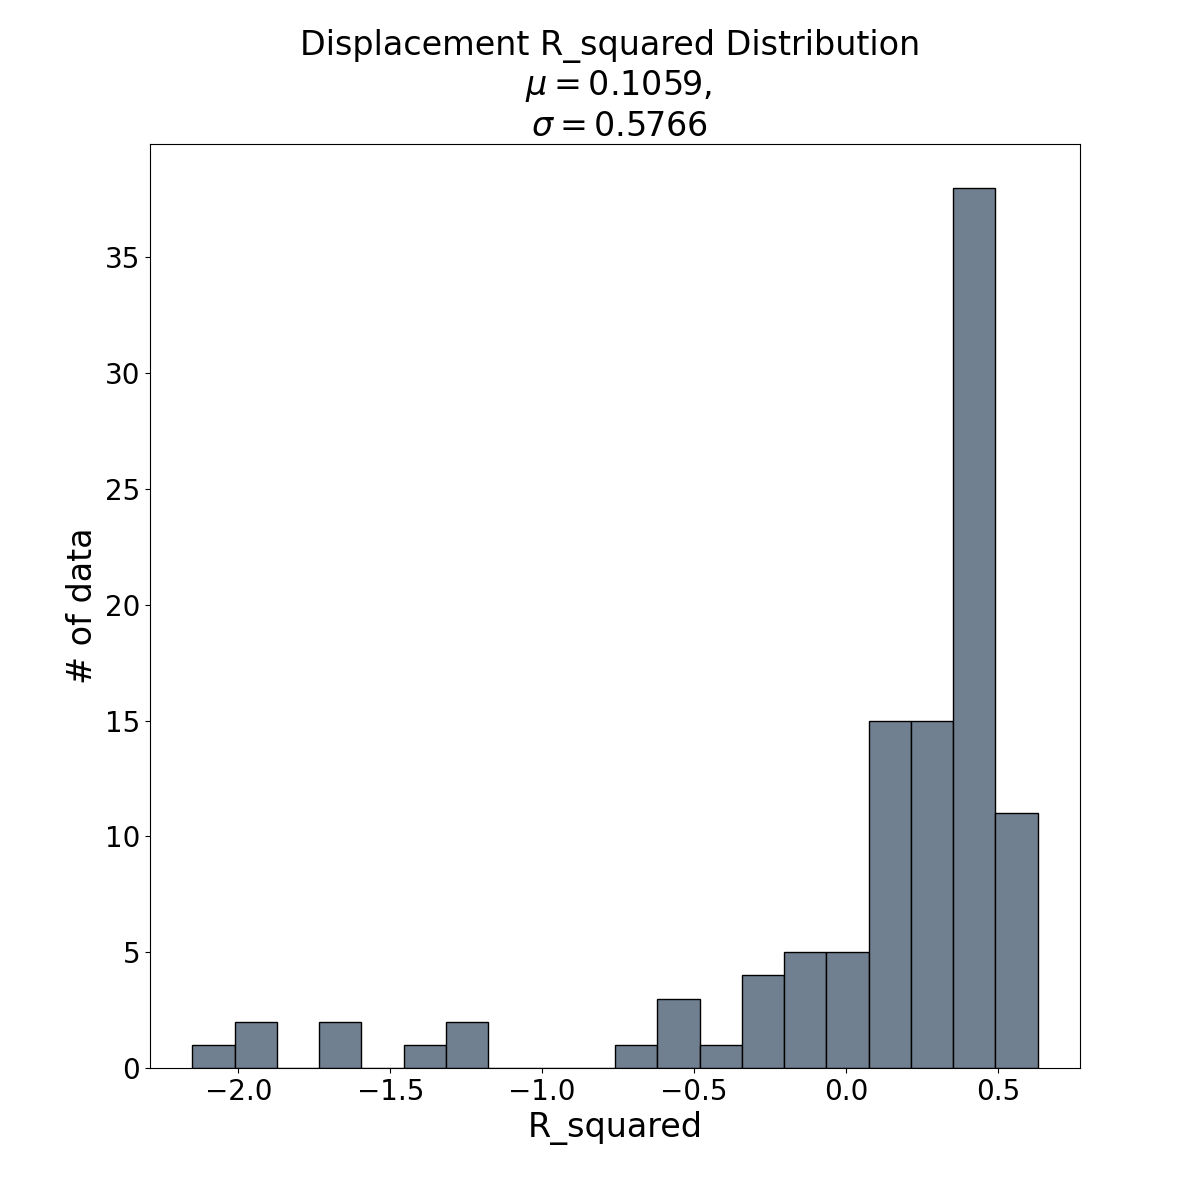 Displacement R_squared Distribution
μ = 0.1059,
σ = 0.5766
35
30
25
20
15
10
5
0
# of data
−2.0 −1.5 −1.0 −0.5 0.0 0.5
R_squared